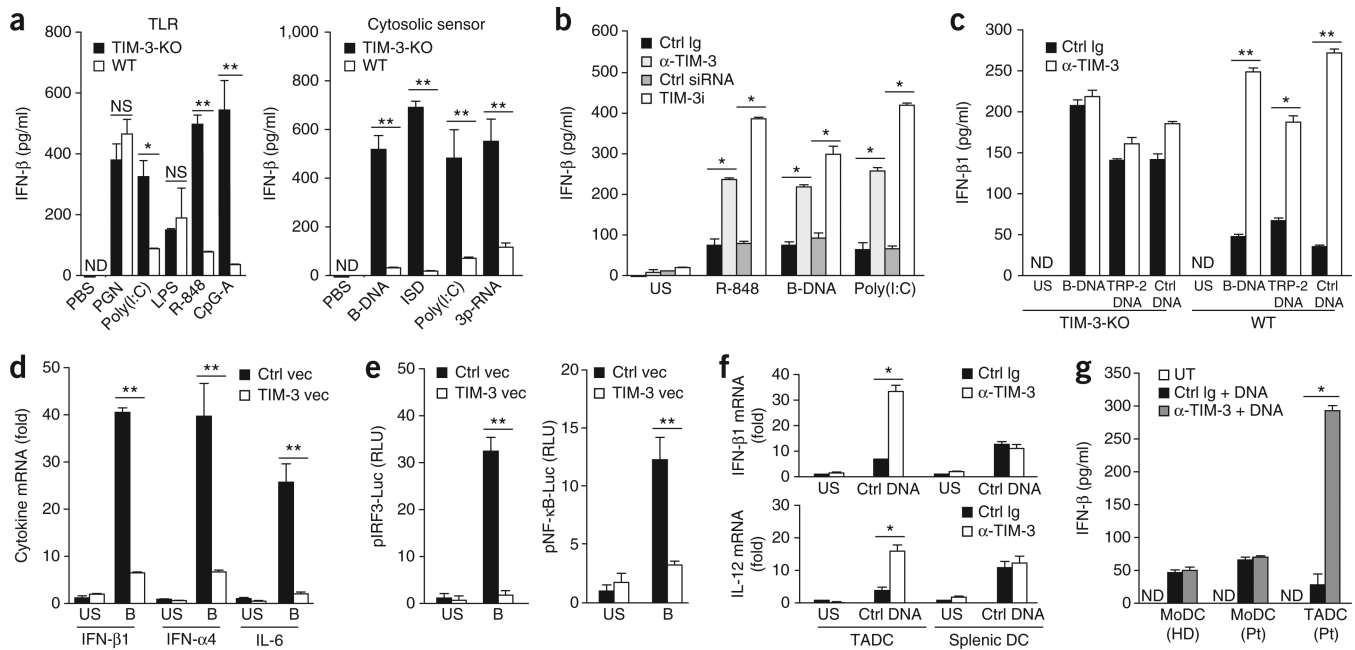 a
TLR
TIM-3-KO
WT
IFN-β (pg/ml)
800
600
400
200
0
ND
NS
*
NS
**
**
PBS
PGN
Poly(I:C)
LPS
R-848
CpG-A
Cytosolic sensor
TIM-3-KO
WT
IFN-β (pg/ml)
1,000
800
600
400
200
0
ND
**
**
**
**
PBS
B-DNA
ISD
Poly(I:C)
3p-RNA
b
Ctrl Ig
α-TIM-3
Ctrl siRNA
TIM-3i
IFN-β (pg/ml)
600
500
400
300
200
100
0
*
*
*
*
*
*
US
R-848
B-DNA
Poly(I:C)
c
Ctrl Ig
α-TIM-3
IFN-β1 (pg/ml)
300
250
200
150
100
50
0
ND
ND
**
*
**
US
B-DNA
TRP-2
DNA
Ctrl
DNA
US
B-DNA
TRP-2
DNA
Ctrl
DNA
TIM-3-KO
WT
d
Ctrl vec
TIM-3 vec
Cytokine mRNA (fold)
50
40
30
20
10
0
**
**
**
US B US B US B
IFN-β1 IFN-α4 IL-6
e
Ctrl vec
TIM-3 vec
pIRF3-Luc (RLU)
50
40
30
20
10
0
**
US B
Ctrl vec
TIM-3 vec
pNF-κB-Luc (RLU)
20
15
10
5
0
**
US B
f
Ctrl Ig
α-TIM-3
IFN-β1 mRNA
(fold)
40
30
20
10
0
*
US Ctrl DNA US Ctrl DNA
Ctrl Ig
α-TIM-3
IL-12 mRNA
(fold)
30
20
10
0
*
US Ctrl DNA US Ctrl DNA
TADC Splenic DC
g
UT
Ctrl Ig + DNA
α-TIM-3 + DNA
IFN-β (pg/ml)
350
300
250
200
150
100
50
0
*
ND ND ND
MoDC
(HD)
MoDC
(Pt)
TADC
(Pt)